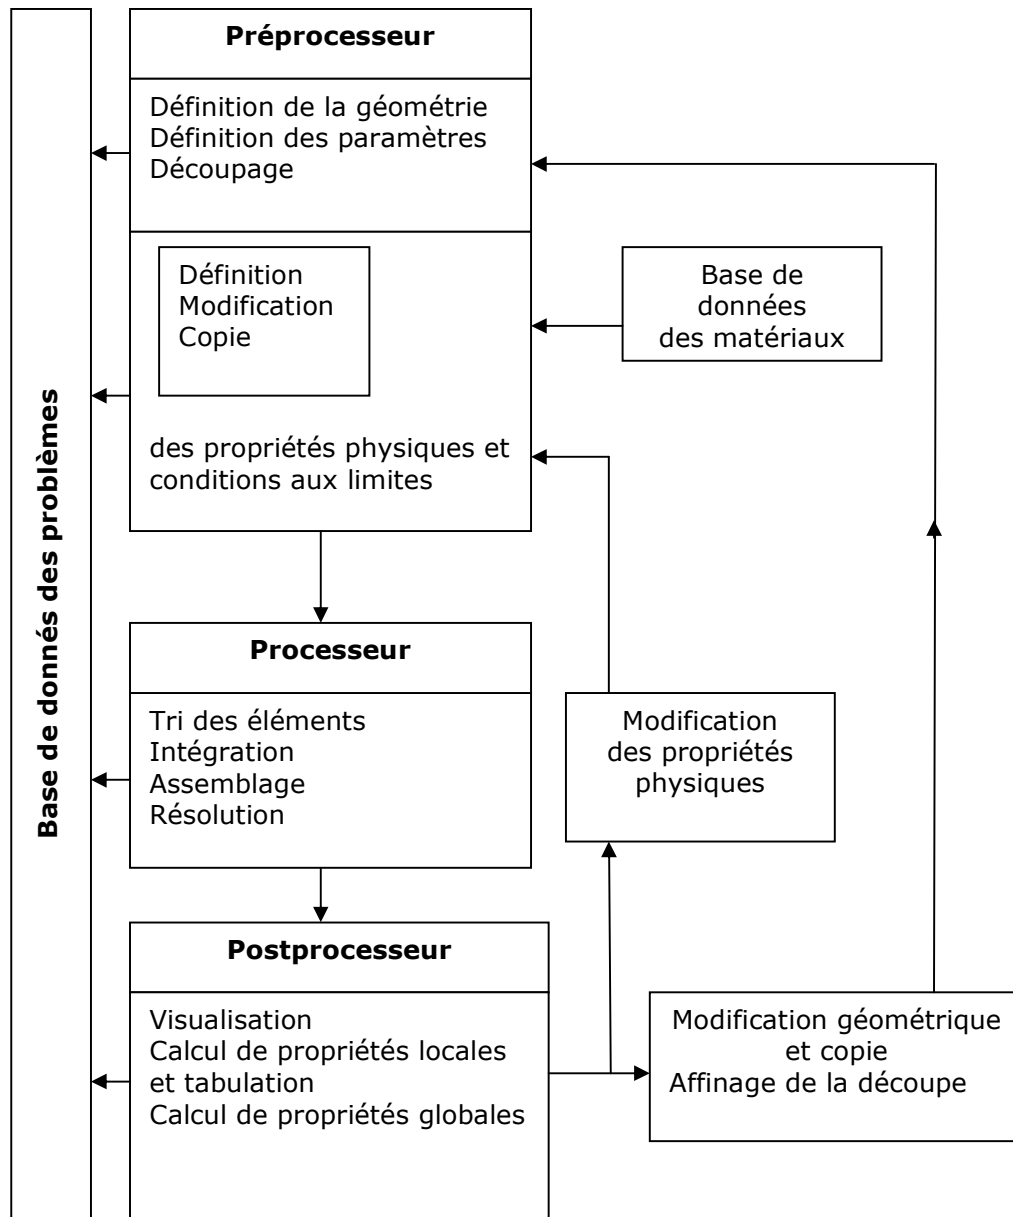 Préprocesseur
Définition de la géométrie
Définition des paramètres
Découpage
Définition
Modification
Copie
des propriétés physiques et
conditions aux limites
Base de
données
des matériaux
Base de donnés des problèmes
Processeur
Tri des éléments
Intégration
Assemblage
Résolution
Modification
des propriétés
physiques
Postprocesseur
Visualisation
Calcul de propriétés locales
et tabulation
Calcul de propriétés globales
Modification géométrique
et copie
Affinage de la découpe